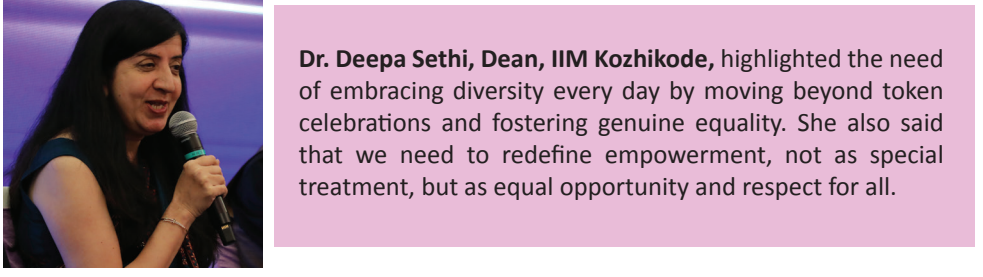 Dr. Deepa Sethi, Dean, IIM Kozhikode, highlighted the need
of embracing diversity every day by moving beyond token
celebrations and fostering genuine equality. She also said
that we need to redefine empowerment, not as special
treatment, but as equal opportunity and respect for all.